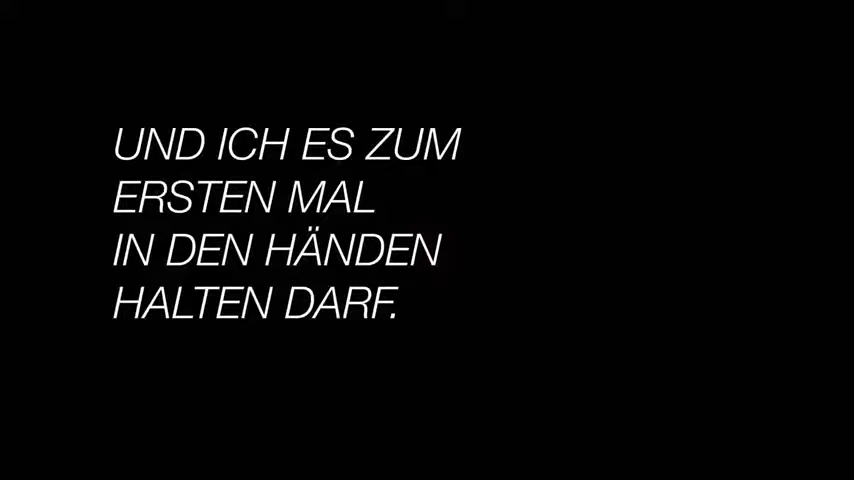 UND ICH ES ZUM
ERSTEN MAL
IN DEN HÄNDEN
HALTEN DARF.